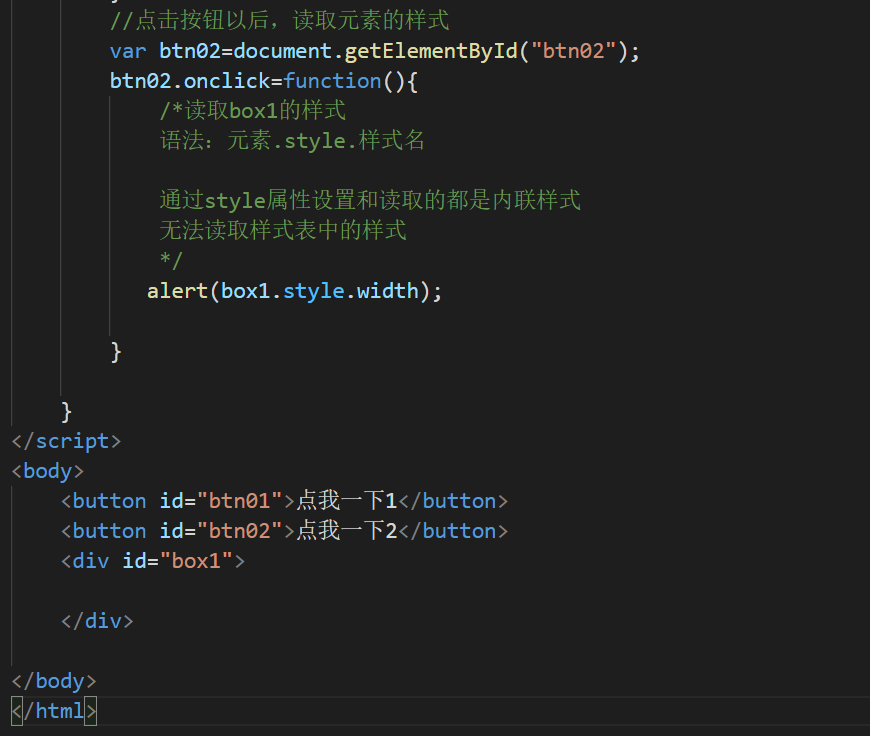 }
//点击按钮以后，读取元素的样式
var btn02=document.getElementById("btn02");
btn02.onclick=function(){
/*读取box1的样式
语法：元素.style.样式名
通过style属性设置和读取的都是内联样式
无法读取样式表中的样式
*/
alert(box1.style.width);
}
}
</script>
<body>
<button id="btn01">点我一下1</button>
<button id="btn02">点我一下2</button>
<div id="box1">
</div>
</body>
</html>